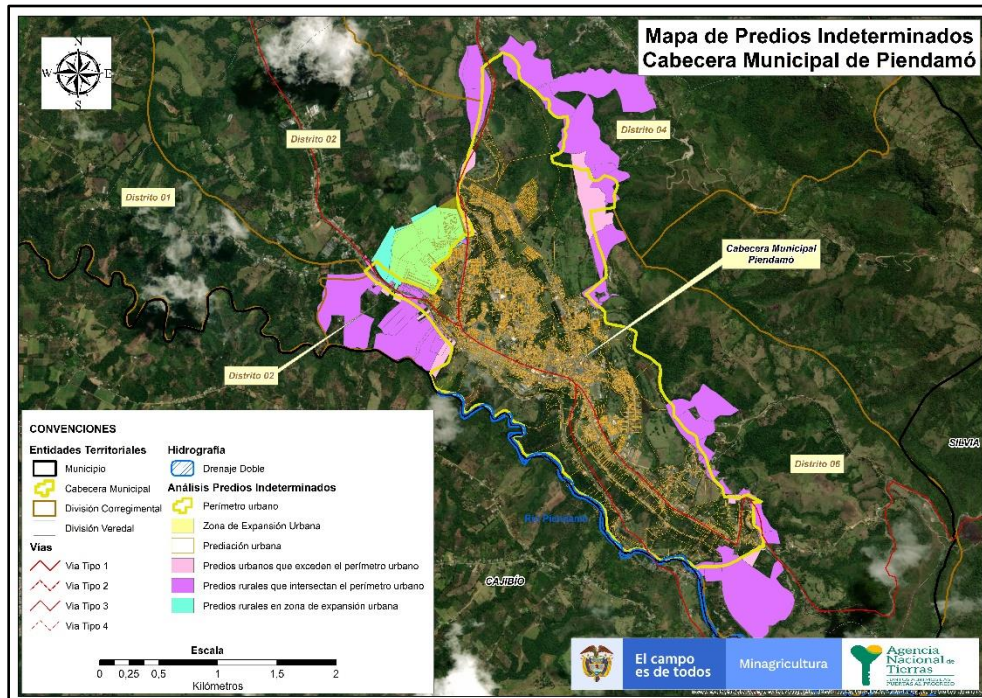 Mapa de Predios Indeterminados
Cabecera Municipal de Piendamó
N
W
E
S
Distrito 02
Distrito 04
Distrito 01
Cabecera Municipal
Piendamó
Distrito 02
Distrito 06
SILVIA
Río Piendamó
CAJIBÍO
CONVENCIONES
Entidades Territoriales
Municipio
Cabecera Municipal
División Corregimental
División Veredal
Vías
Via Tipo 1
Via Tipo 2
Via Tipo 3
Via Tipo 4
Hidrografía
Drenaje Doble
Análisis Predios Indeterminados
Perímetro urbano
Zona de Expansión Urbana
Prediación urbana
Predios urbanos que exceden el perímetro urbano
Predios rurales que intersectan el perímetro urbano
Predios rurales en zona de expansión urbana
Escala
0 0,25 0,5 1 1,5 2
Kilómetros
El campo
es de todos
Minagricultura
Agencia
Nacional de
Tierras